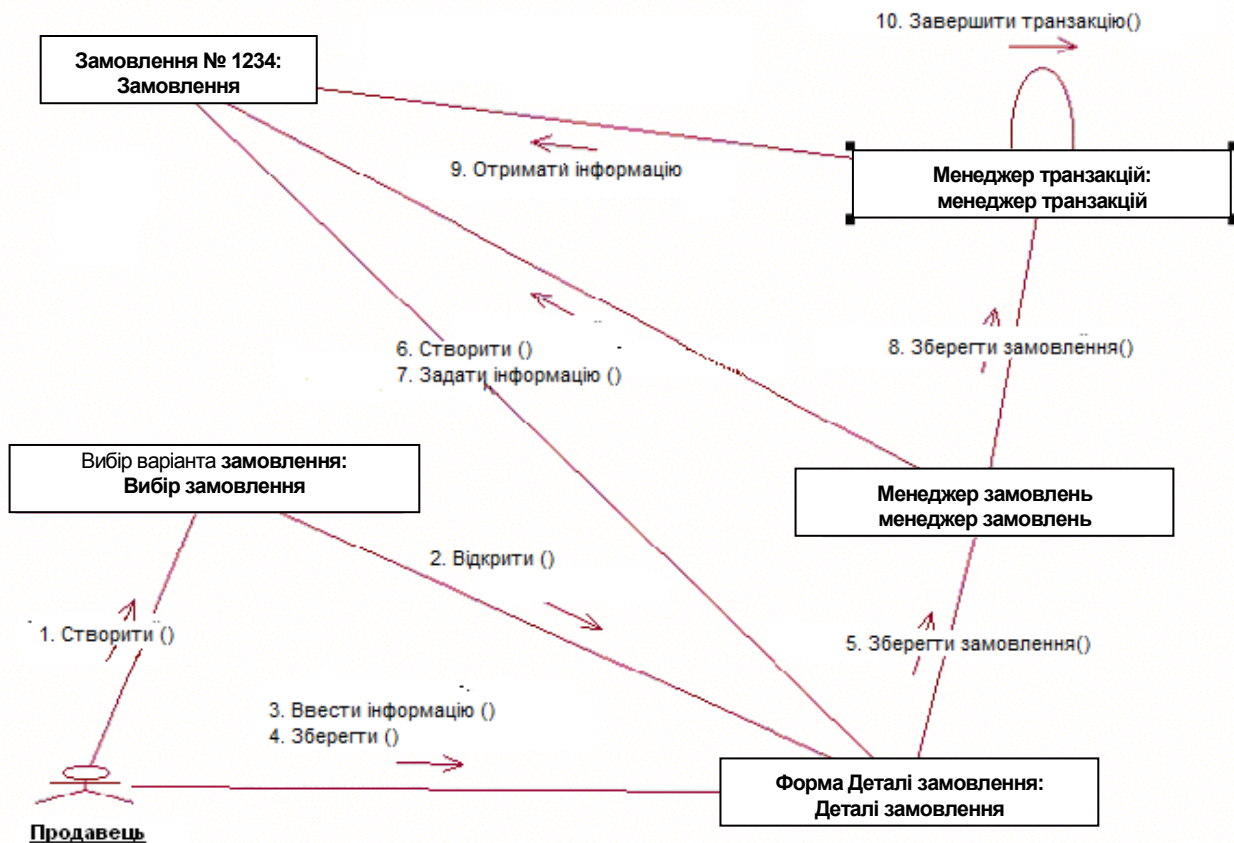 10. Завершити транзакцію()
Замовлення № 1234:
Замовлення
9. Отримати інформацію
Менеджер транзакцій:
менеджер транзакцій
6. Створити ()
7. Задати інформацію ()
8. Зберегти замовлення()
Вибір варіанта замовлення:
Вибір замовлення
Менеджер замовлень
менеджер замовлень
2. Відкрити ()
1. Створити ()
5. Зберегти замовлення()
3. Ввести інформацію ()
4. Зберегти ()
Форма Деталі замовлення:
Деталі замовлення
Продавець